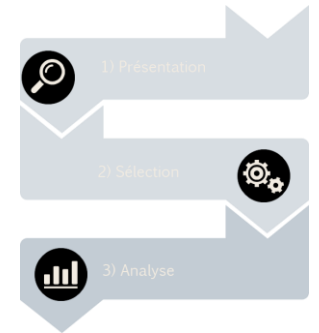 1) Présentation
2) Sélection
3) Analyse